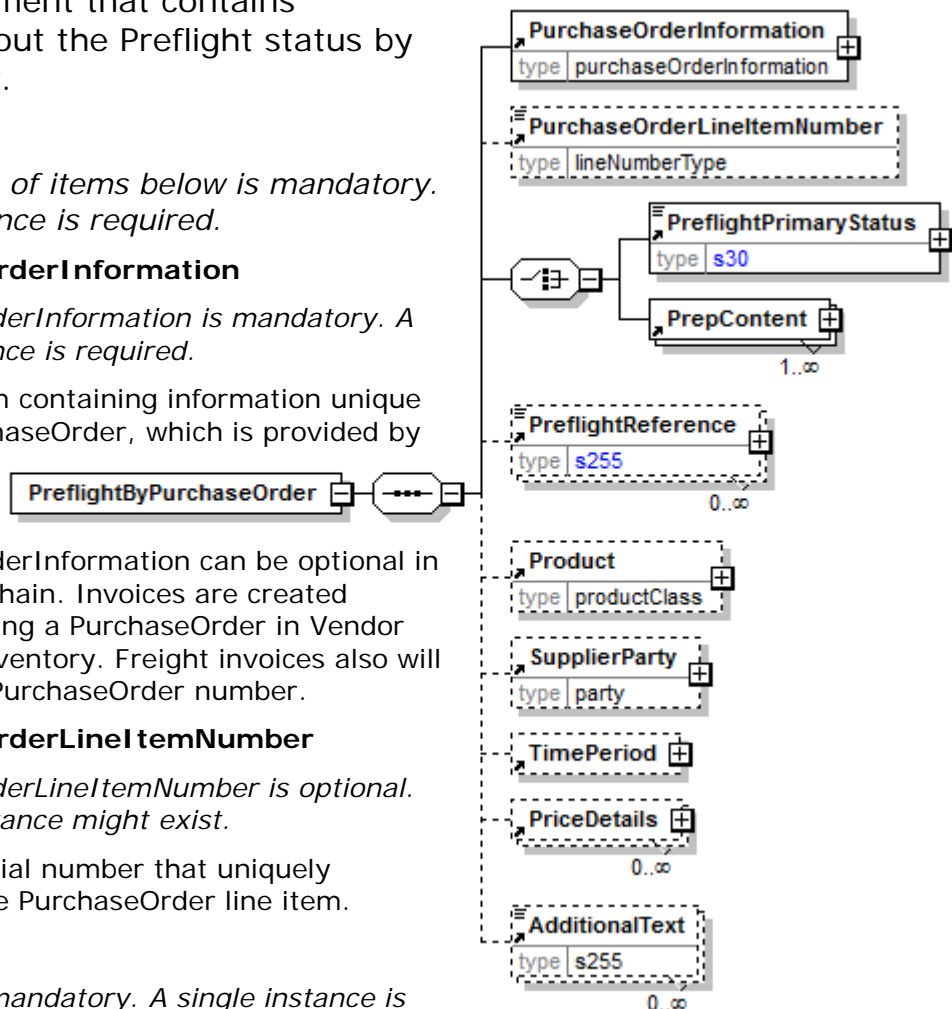 ment that contains
out the Preflight status by
of items below is mandatory.
nce is required.
rderInformation
derInformation is mandatory. A
nce is required.
n containing information unique
haseOrder, which is provided by
derInformation can be optional in
hain. Invoices are created
ing a PurchaseOrder in Vendor
ventory. Freight invoices also will
PurchaseOrder number.
rderLineItemNumber
derLineItemNumber is optional.
ance might exist.
ial number that uniquely
e PurchaseOrder line item.
mandatory. A single instance is
PreflightByPurchaseOrder
PurchaseOrderInformation
type purchaseOrderInformation
PurchaseOrderLineItemNumber
type lineNumberType
PreflightPrimaryStatus
type s30
PrepContent
1..∞
PreflightReference
type s255
0..∞
Product
type productClass
SupplierParty
type party
TimePeriod
PriceDetails
0..∞
AdditionalText
type s255
0..∞